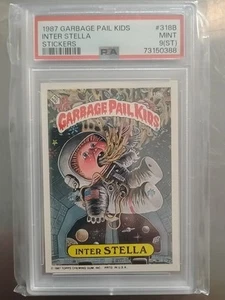 1987 GARBAGE PAIL KIDS #318B
INTER STELLA MINT
STICKERS 9(ST)
PSA 73150388
GARBAGE PAIL KIDS
INTER STELLA